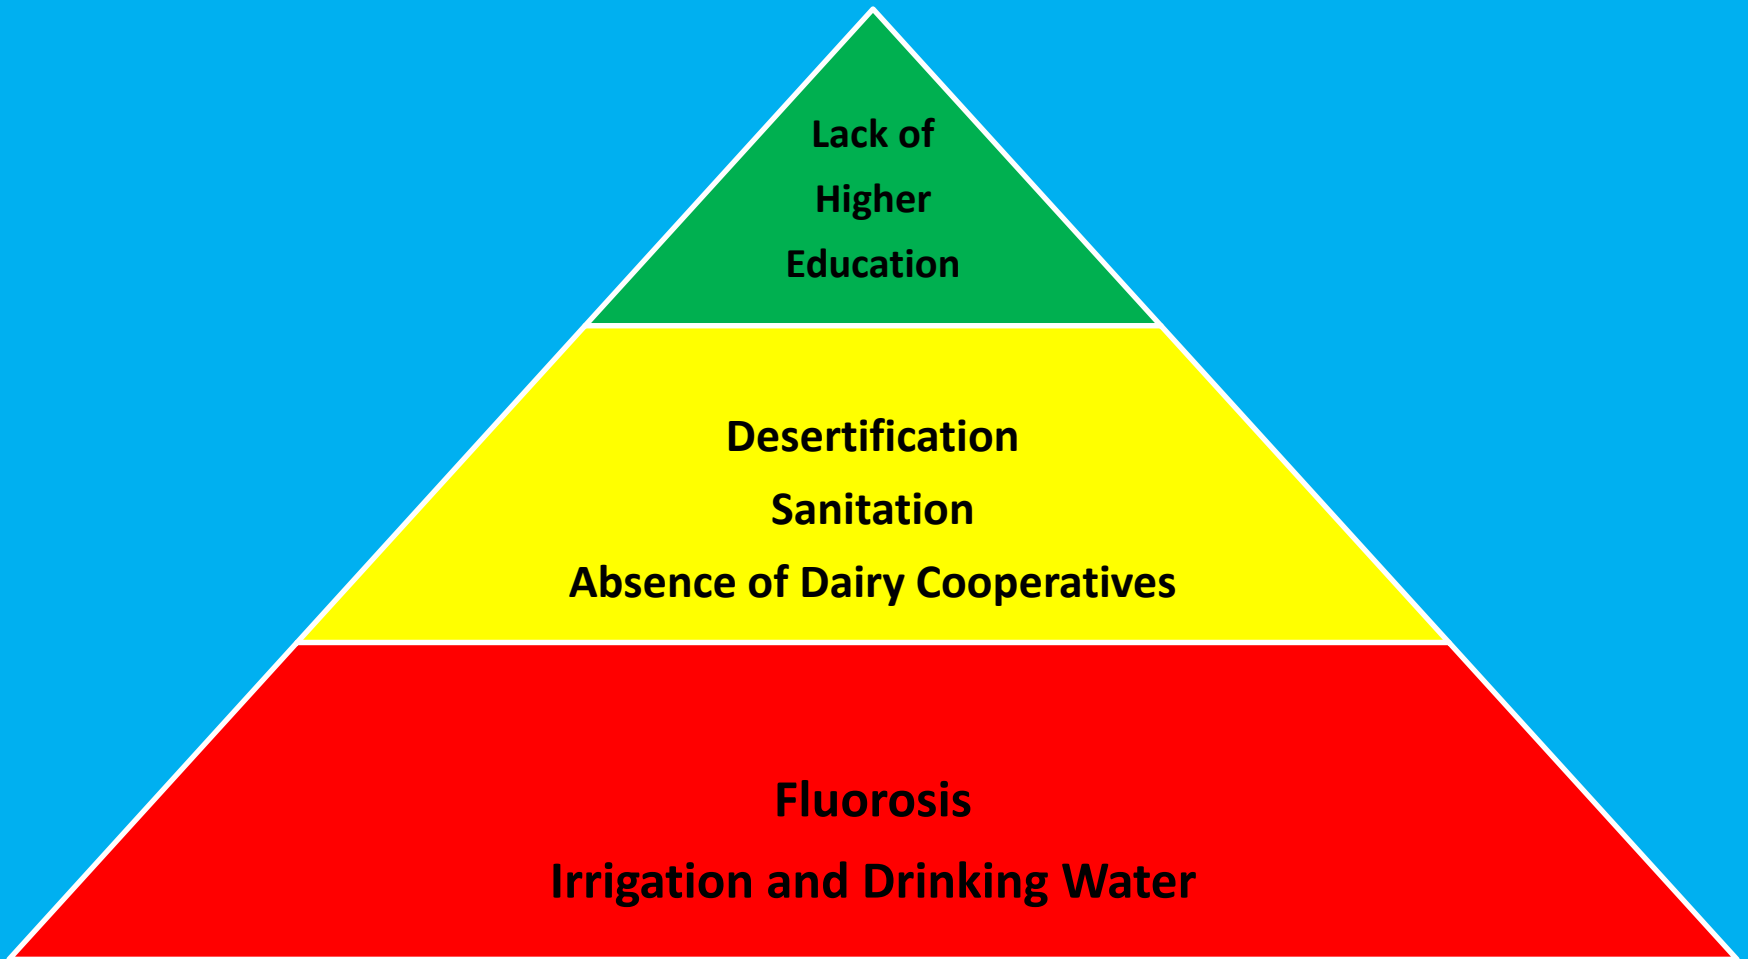 Lack of
Higher
Education
Desertification
Sanitation
Absence of Dairy Cooperatives
Fluorosis
Irrigation and Drinking Water